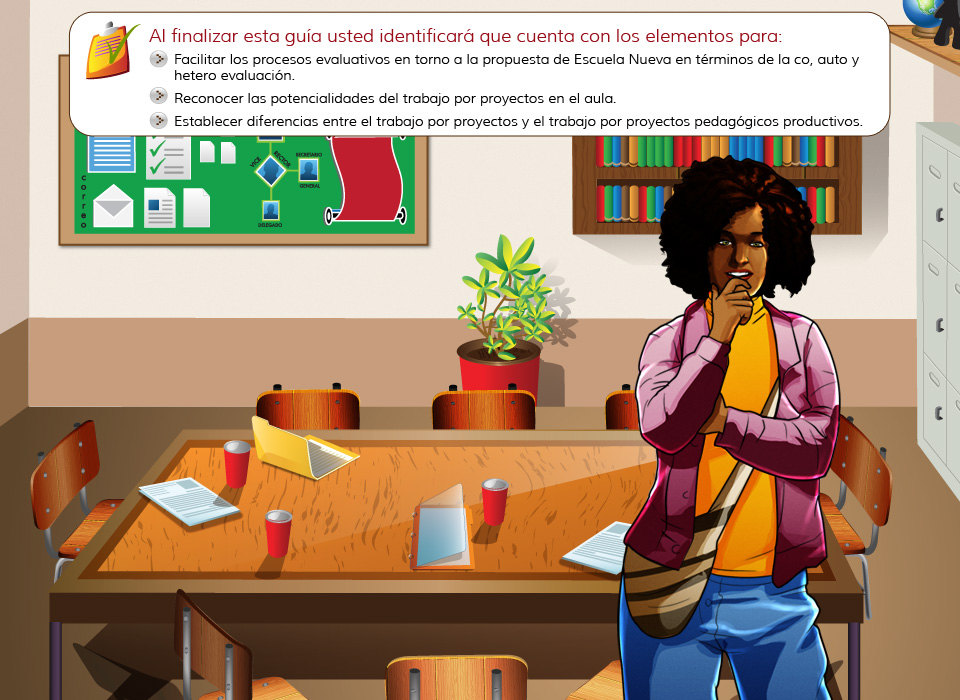 Al finalizar esta guía usted identificará que cuenta con los elementos para:
Facilitar los procesos evaluativos en torno a la propuesta de Escuela Nueva en términos de la co, auto y
hetero evaluación.
Reconocer las potencialidades del trabajo por proyectos en el aula.
Establecer diferencias entre el trabajo por proyectos y el trabajo por proyectos pedagógicos productivos.
correo
VICE
RECTOR
SECRETARIO
GENERAL
DELEGADO